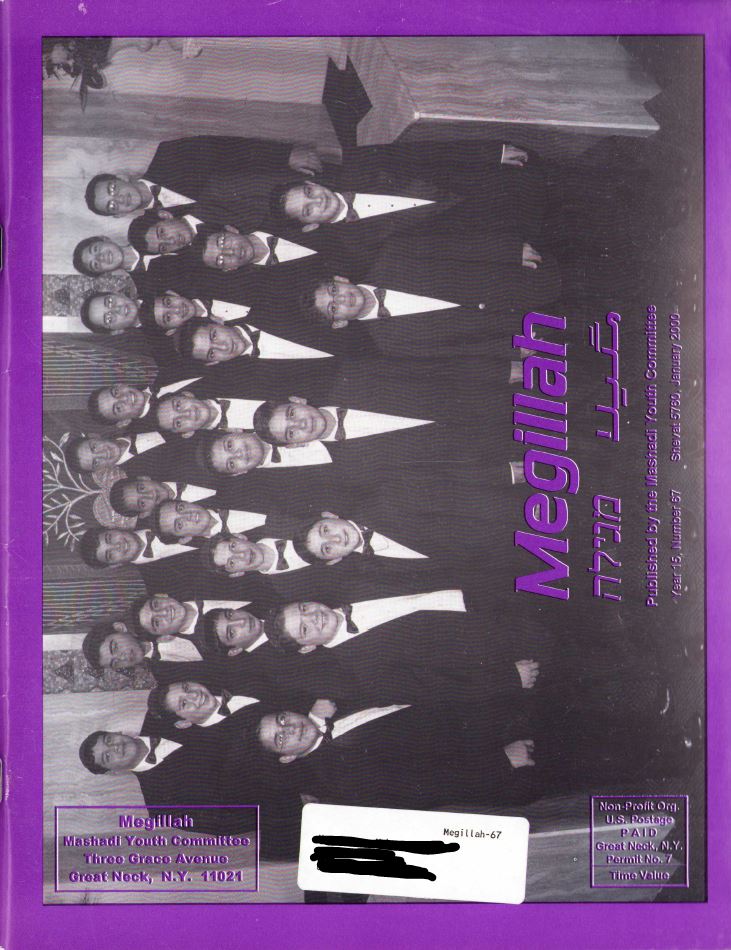 Megillah
מגילה
Published by the Mashadi Youth Committee
Year 15, Number 67 Shevat 5760, January 2000
Megillah
Mashadi Youth Committee
Three Grace Avenue
Great Neck, N.Y. 11021
Megillah-67
Non-Profit Org.
U.S. Postage
P A I D
Great Neck, N.Y.
Permit No. 7
Time Value